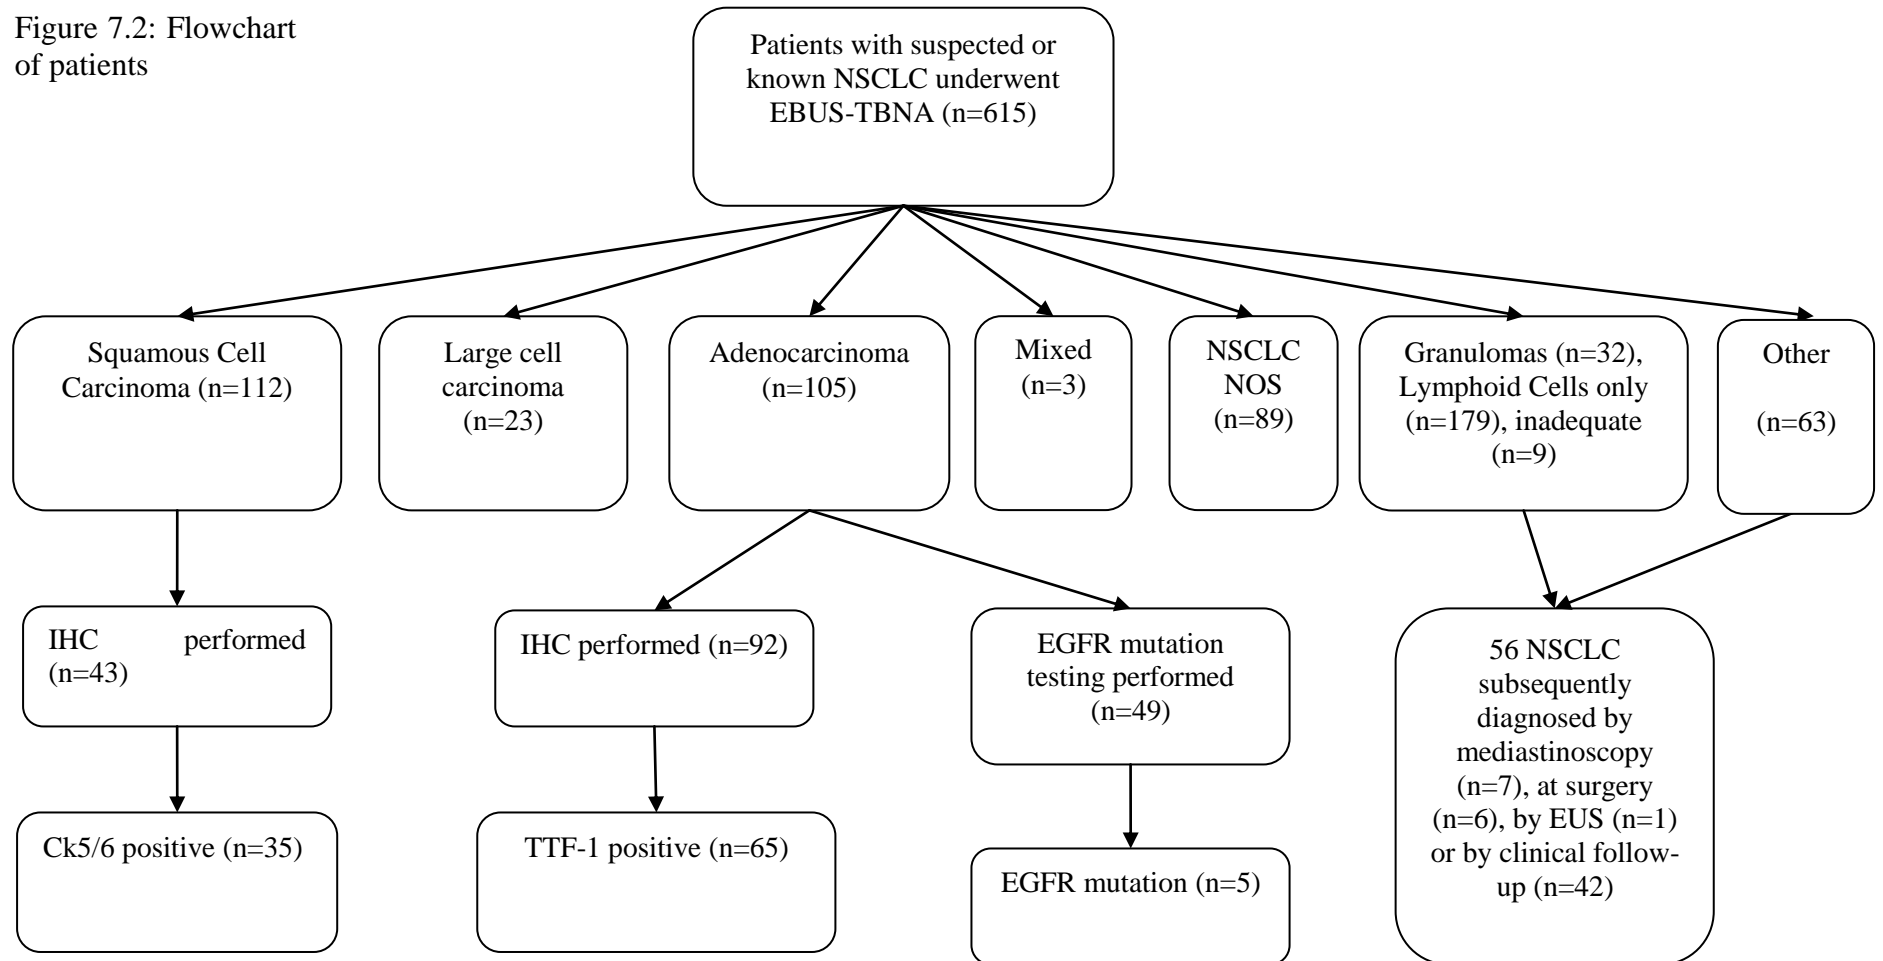 Figure 7.2: Flowchart
of patients
Patients with suspected or
known NSCLC underwent
EBUS-TBNA (n=615)
Squamous Cell
Carcinoma (n=112)
Large cell
carcinoma
(n=23)
Adenocarcinoma
(n=105)
Mixed
(n=3)
NSCLC
NOS
(n=89)
Granulomas (n=32),
Lymphoid Cells only
(n=179), inadequate
(n=9)
Other
(n=63)
IHC performed
(n=43)
IHC performed (n=92)
EGFR mutation
testing performed
(n=49)
56 NSCLC
subsequently
diagnosed by
mediastinoscopy
(n=7), at surgery
(n=6), by EUS (n=1)
or by clinical follow-
up (n=42)
Ck5/6 positive (n=35)
TTF-1 positive (n=65)
EGFR mutation (n=5)